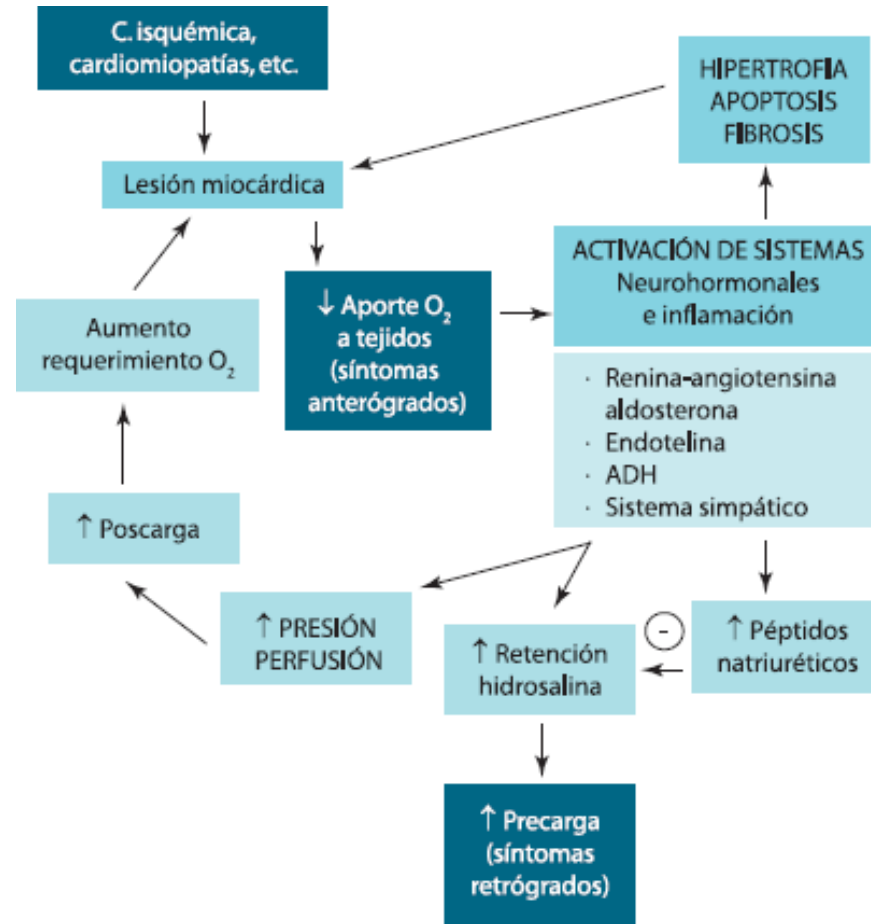 C. isquémica,
cardiomiopatías, etc.
HIPERTROFIA
APOPTOSIS
FIBROSIS
Lesión miocárdica
ACTIVACIÓN DE SISTEMAS
Neurohormonales
e inflamación
↓ Aporte O₂
a tejidos
(síntomas
anterógrados)
Aumento
requerimiento O₂
· Renina-angiotensina
aldosterona
· Endotelina
· ADH
· Sistema simpático
↑ Poscarga
↑ PRESIÓN
PERFUSIÓN
↑ Retención
hidrosalina
-
↑ Péptidos
natriuréticos
↑ Precarga
(síntomas
retrógrados)